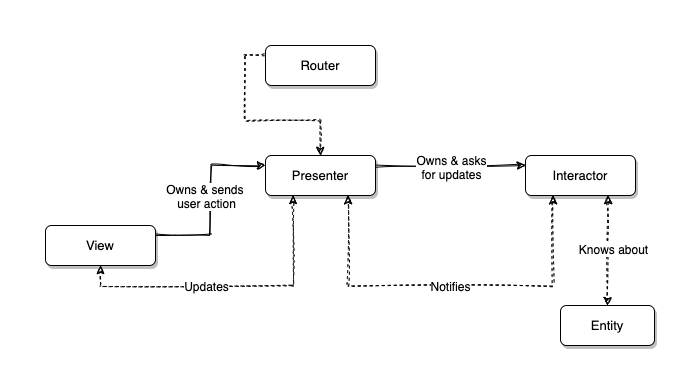 Router
Owns & asks
for updates
Presenter
Interactor
Owns & sends
user action
View
Knows about
Updates
Notifies
Entity